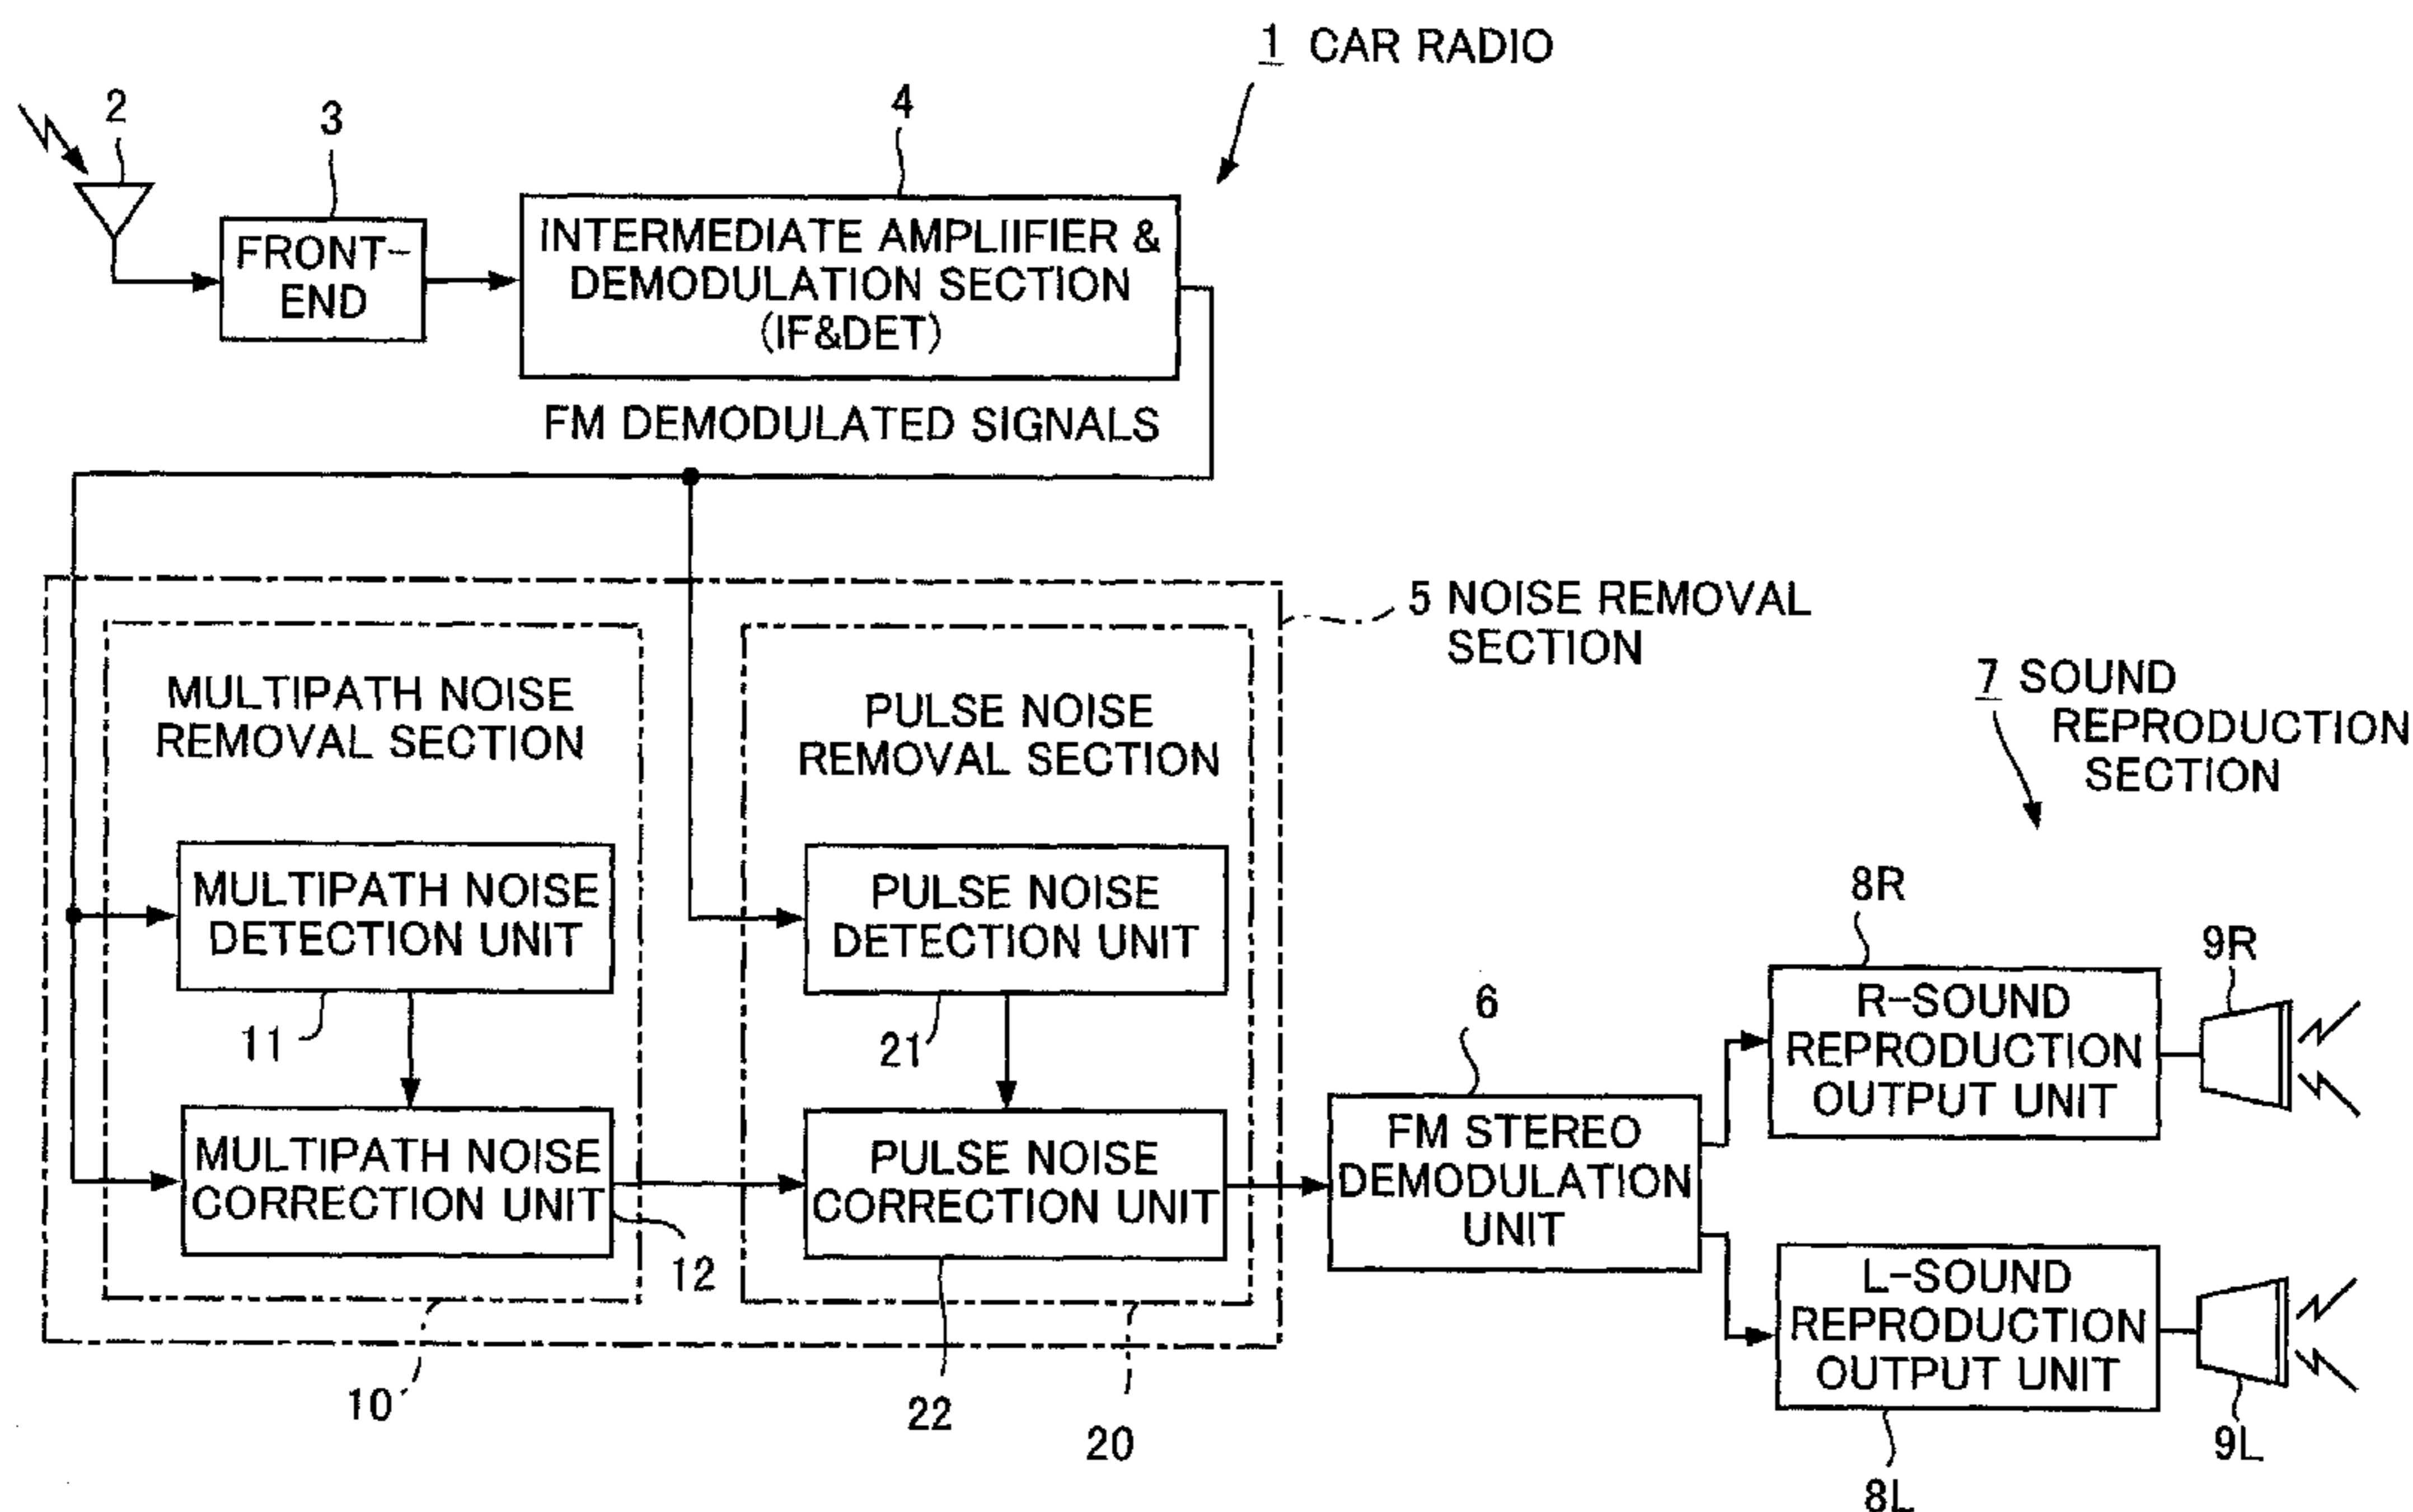 1 CAR RADIO
2
3
4
FRONT-
END
INTERMEDIATE AMPLIIFIER &
DEMODULATION SECTION
(IF&DET)
FM DEMODULATED SIGNALS
5 NOISE REMOVAL
SECTION
MULTIPATH NOISE
REMOVAL SECTION
PULSE NOISE
REMOVAL SECTION
7 SOUND
REPRODUCTION
SECTION
MULTIPATH NOISE
DETECTION UNIT
11
PULSE NOISE
DETECTION UNIT
21
MULTIPATH NOISE
CORRECTION UNIT
12
PULSE NOISE
CORRECTION UNIT
22
10
20
6
FM STEREO
DEMODULATION
UNIT
8R
R-SOUND
REPRODUCTION
OUTPUT UNIT
9R
L-SOUND
REPRODUCTION
OUTPUT UNIT
8L
9L